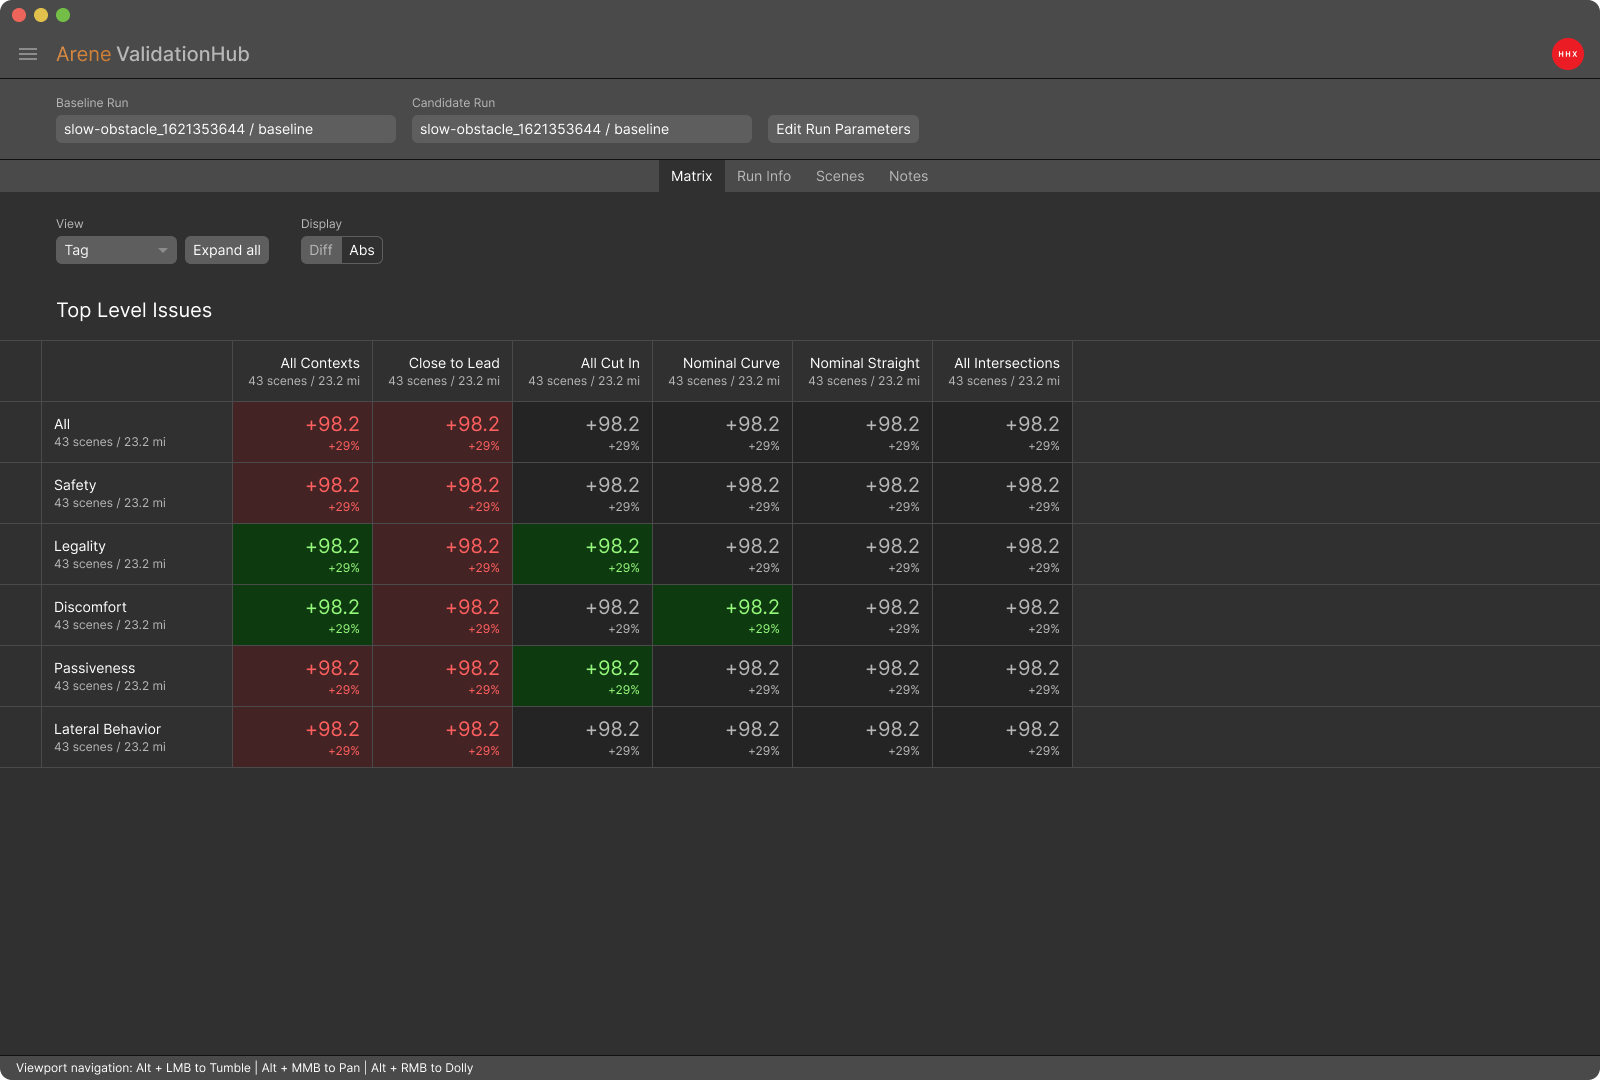 Arene ValidationHub
HHX
Baseline Run
Candidate Run
slow-obstacle_1621353644 / baseline
slow-obstacle_1621353644 / baseline
Edit Run Parameters
Matrix Run Info Scenes Notes
View
Display
Tag
Expand all
Diff Abs
Top Level Issues
All Contexts Close to Lead All Cut In Nominal Curve Nominal Straight All Intersections
43 scenes / 23.2 mi 43 scenes / 23.2 mi 43 scenes / 23.2 mi 43 scenes / 23.2 mi 43 scenes / 23.2 mi 43 scenes / 23.2 mi
All +98.2 +98.2 +98.2 +98.2 +98.2 +98.2
43 scenes / 23.2 mi +29% +29% +29% +29% +29% +29%
Safety +98.2 +98.2 +98.2 +98.2 +98.2 +98.2
43 scenes / 23.2 mi +29% +29% +29% +29% +29% +29%
Legality +98.2 +98.2 +98.2 +98.2 +98.2 +98.2
43 scenes / 23.2 mi +29% +29% +29% +29% +29% +29%
Discomfort +98.2 +98.2 +98.2 +98.2 +98.2 +98.2
43 scenes / 23.2 mi +29% +29% +29% +29% +29% +29%
Passiveness +98.2 +98.2 +98.2 +98.2 +98.2 +98.2
43 scenes / 23.2 mi +29% +29% +29% +29% +29% +29%
Lateral Behavior +98.2 +98.2 +98.2 +98.2 +98.2 +98.2
43 scenes / 23.2 mi +29% +29% +29% +29% +29% +29%
Viewport navigation: Alt + LMB to Tumble | Alt + MMB to Pan | Alt + RMB to Dolly